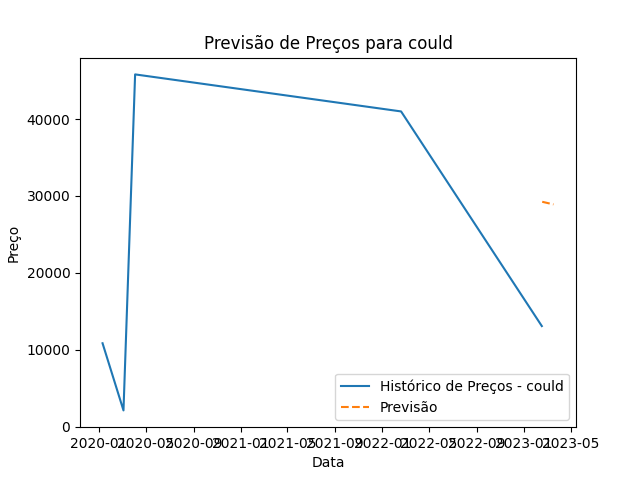 Previsão de Preços para could
Preço
40000
30000
20000
10000
0
Histórico de Preços - could
Previsão
2020-01 2020-05 2020-09 2021-01 2021-05 2021-09 2022-01 2022-05 2022-09 2023-01 2023-05
Data